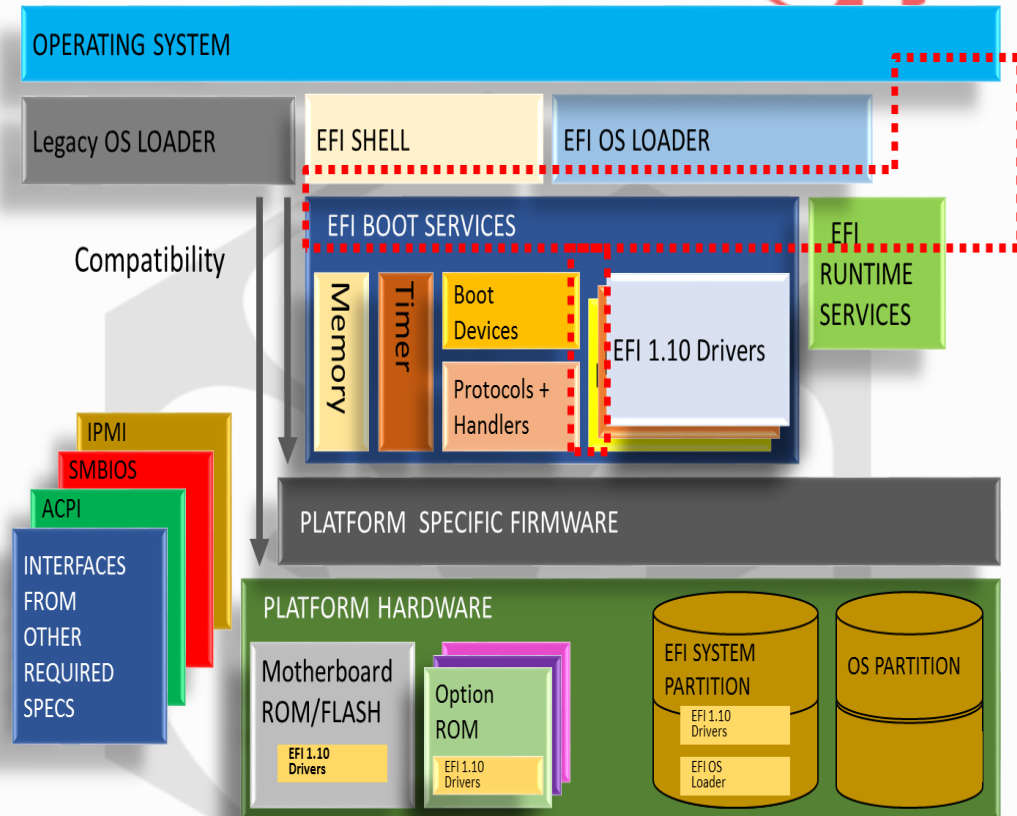 OPERATING SYSTEM
Legacy OS LOADER
EFI SHELL
EFI OS LOADER
Compatibility
EFI BOOT SERVICES
Memory
Timer
Boot
Devices
Protocols +
Handlers
EFI 1.10 Drivers
EFI
RUNTIME
SERVICES
IPMI
SMBIOS
ACPI
INTERFACES
FROM
OTHER
REQUIRED
SPECS
PLATFORM SPECIFIC FIRMWARE
PLATFORM HARDWARE
Motherboard
ROM/FLASH
EFI 1.10
Drivers
Option
ROM
EFI 1.10
Drivers
EFI SYSTEM
PARTITION
EFI 1.10
Drivers
EFI OS
Loader
OS PARTITION